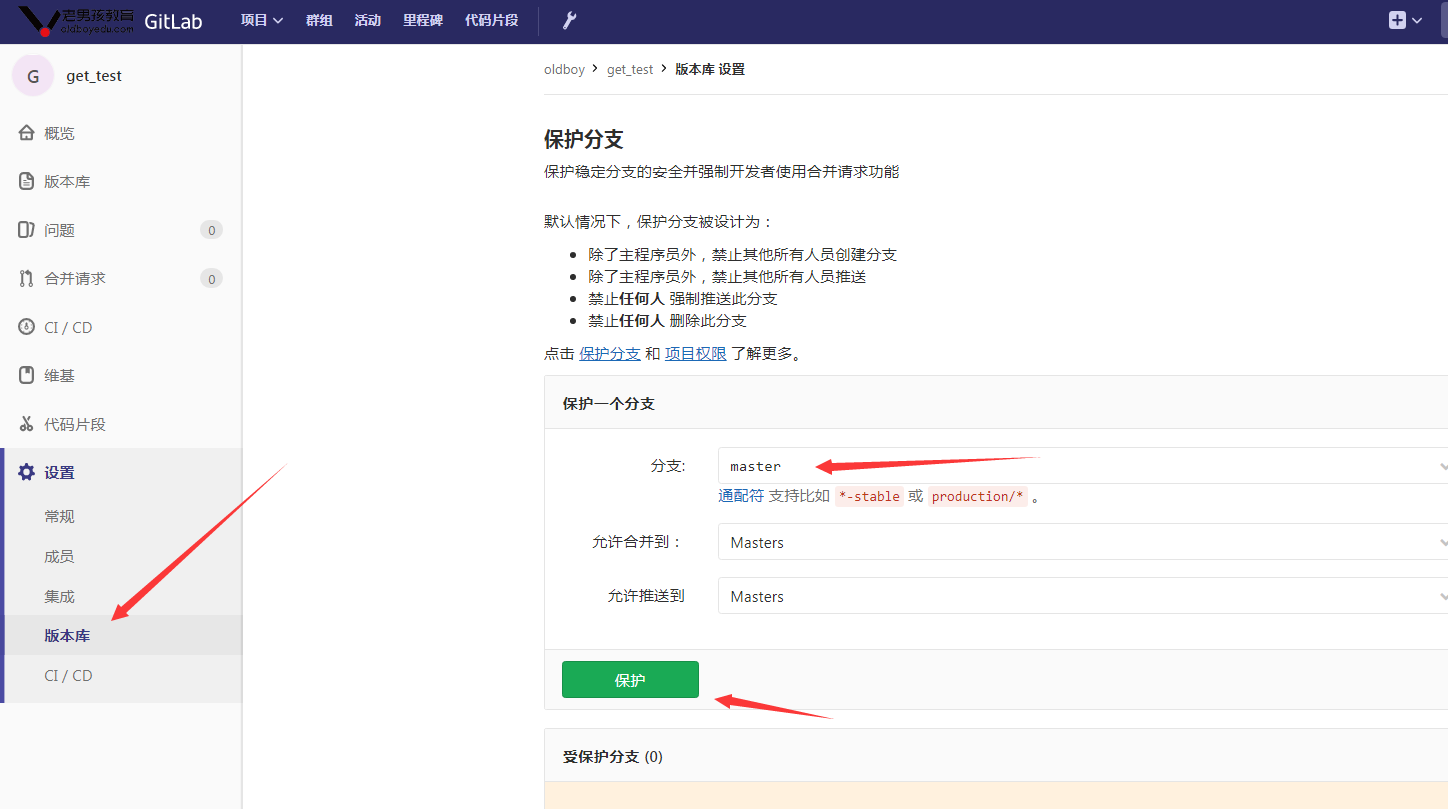 老男孩教育
oldboyedu.com
GitLab 项目 群组 活动 里程碑 代码片段
G get_test
概览
版本库
问题 0
合并请求 0
CI / CD
维基
代码片段
设置
常规
成员
集成
版本库
CI / CD
oldboy > get_test > 版本库 设置
保护分支
保护稳定分支的安全并强制开发者使用合并请求功能
默认情况下，保护分支被设计为：
• 除了主程序员外，禁止其他所有人员创建分支
• 除了主程序员外，禁止其他所有人员推送
• 禁止任何人 强制推送此分支
• 禁止任何人 删除此分支
点击 保护分支 和 项目权限 了解更多。
保护一个分支
分支: master
通配符 支持比如 *-stable 或 production/* 。
允许合并到： Masters
允许推送到 Masters
保护
受保护分支 (0)